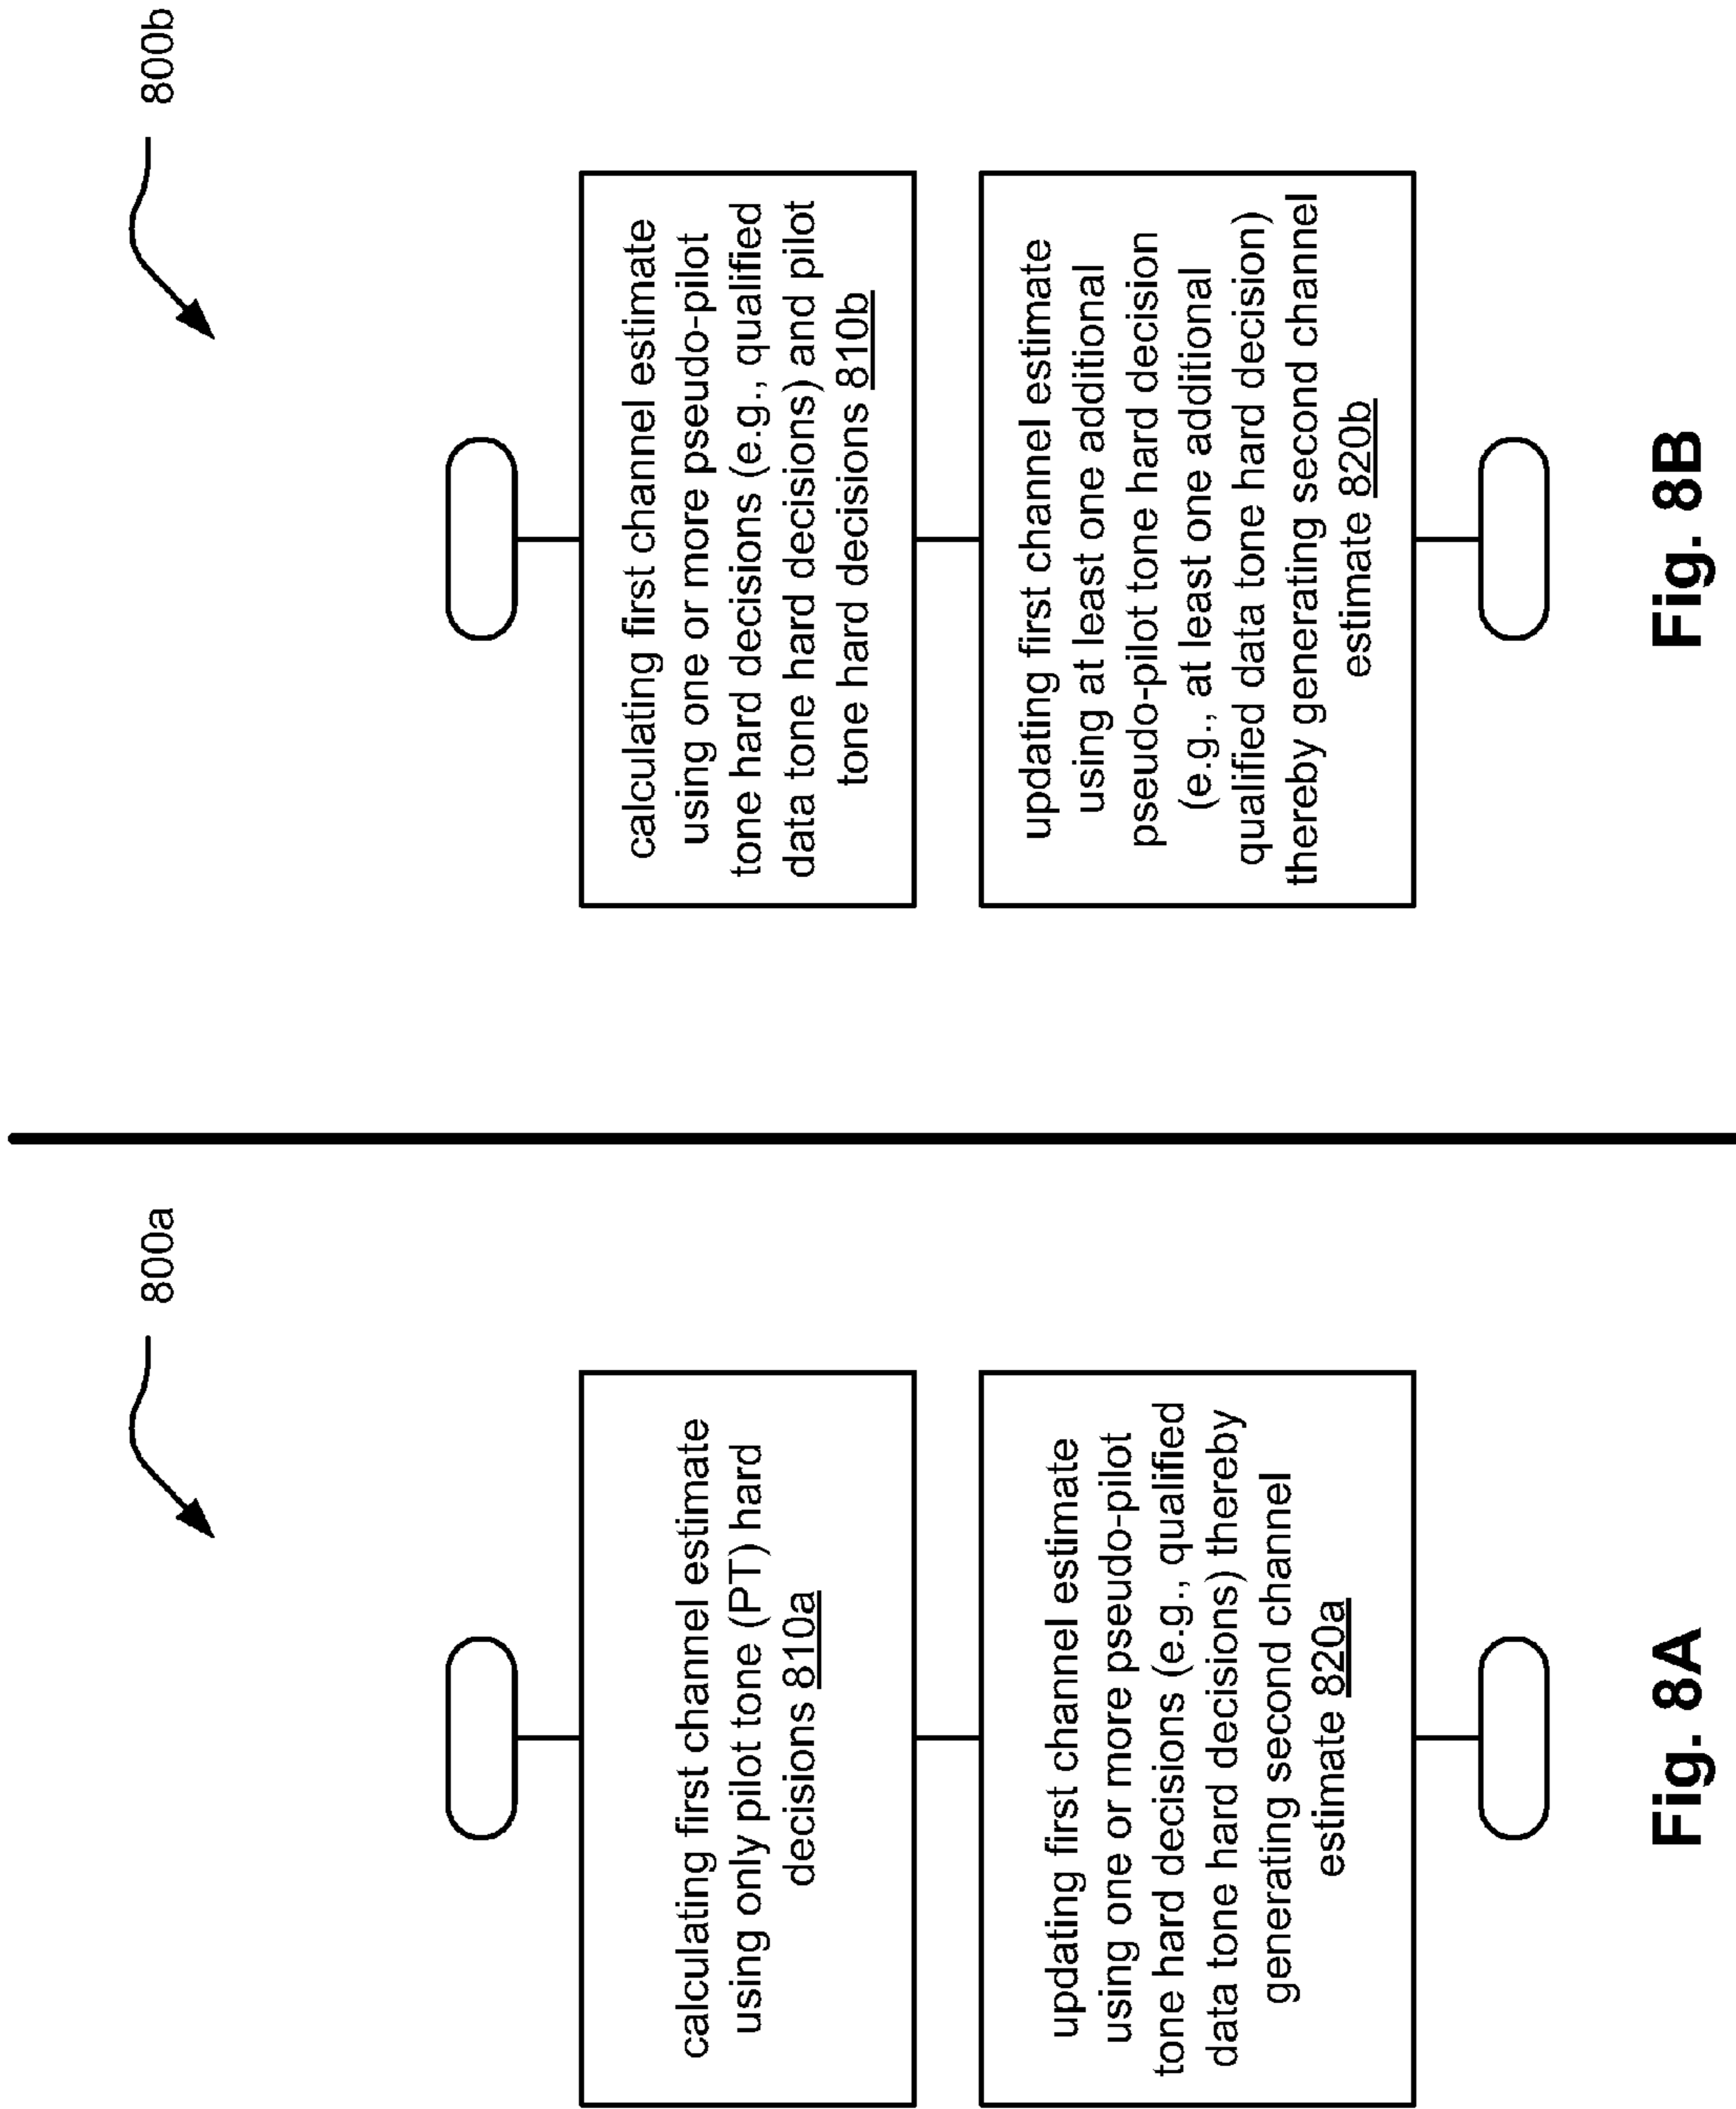 800a
calculating first channel estimate
using only pilot tone (PT) hard
decisions 810a
updating first channel estimate
using one or more pseudo-pilot
tone hard decisions (e.g., qualified
data tone hard decisions) thereby
generating second channel
estimate 820a
Fig. 8A
800b
calculating first channel estimate
using one or more pseudo-pilot
tone hard decisions (e.g., qualified
data tone hard decisions) and pilot
tone hard decisions 810b
updating first channel estimate
using at least one additional
pseudo-pilot tone hard decision
(e.g., at least one additional
qualified data tone hard decision)
thereby generating second channel
estimate 820b
Fig. 8B